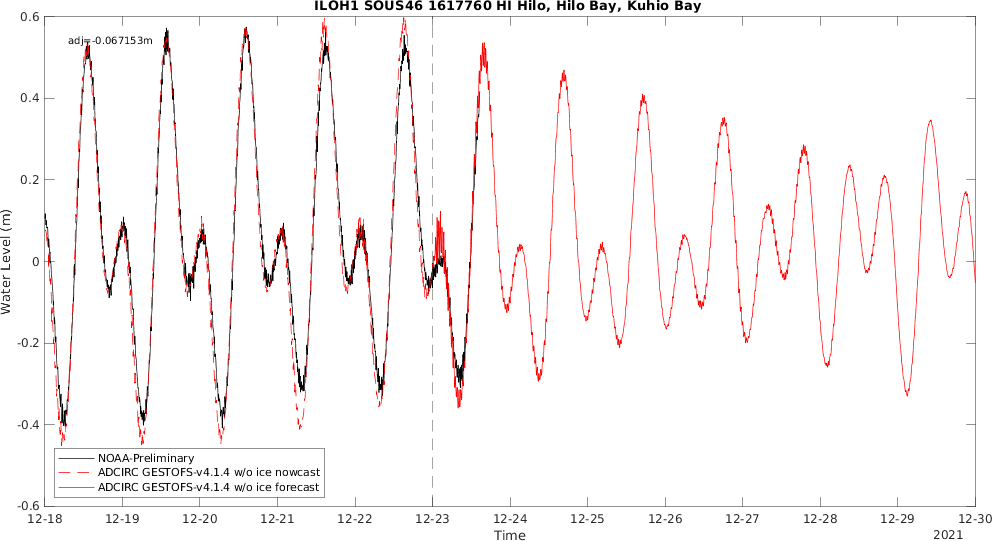 ILOH1 SOUS46 1617760 HI Hilo, Hilo Bay, Kuhio Bay
adj=-0.067153m
0.6
0.4
0.2
0
-0.2
-0.4
-0.6
Water Level (m)
NOAA-Preliminary
ADCIRC GESTOFS-v4.1.4 w/o ice nowcast
ADCIRC GESTOFS-v4.1.4 w/o ice forecast
12-18 12-19 12-20 12-21 12-22 12-23 12-24 12-25 12-26 12-27 12-28 12-29 12-30
Time
2021